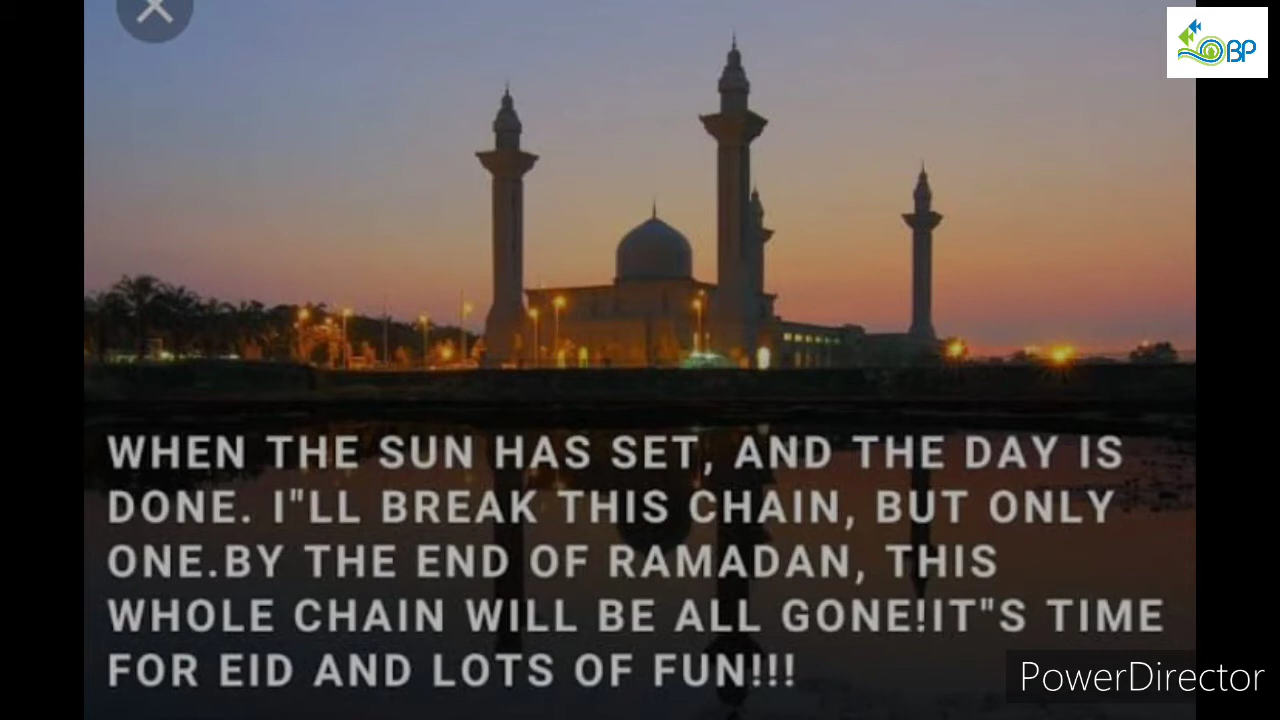 BP
WHEN THE SUN HAS SET, AND THE DAY IS
DONE. I"LL BREAK THIS CHAIN, BUT ONLY
ONE.BY THE END OF RAMADAN, THIS
WHOLE CHAIN WILL BE ALL GONE!IT"S TIME
FOR EID AND LOTS OF FUN!!!
PowerDirector